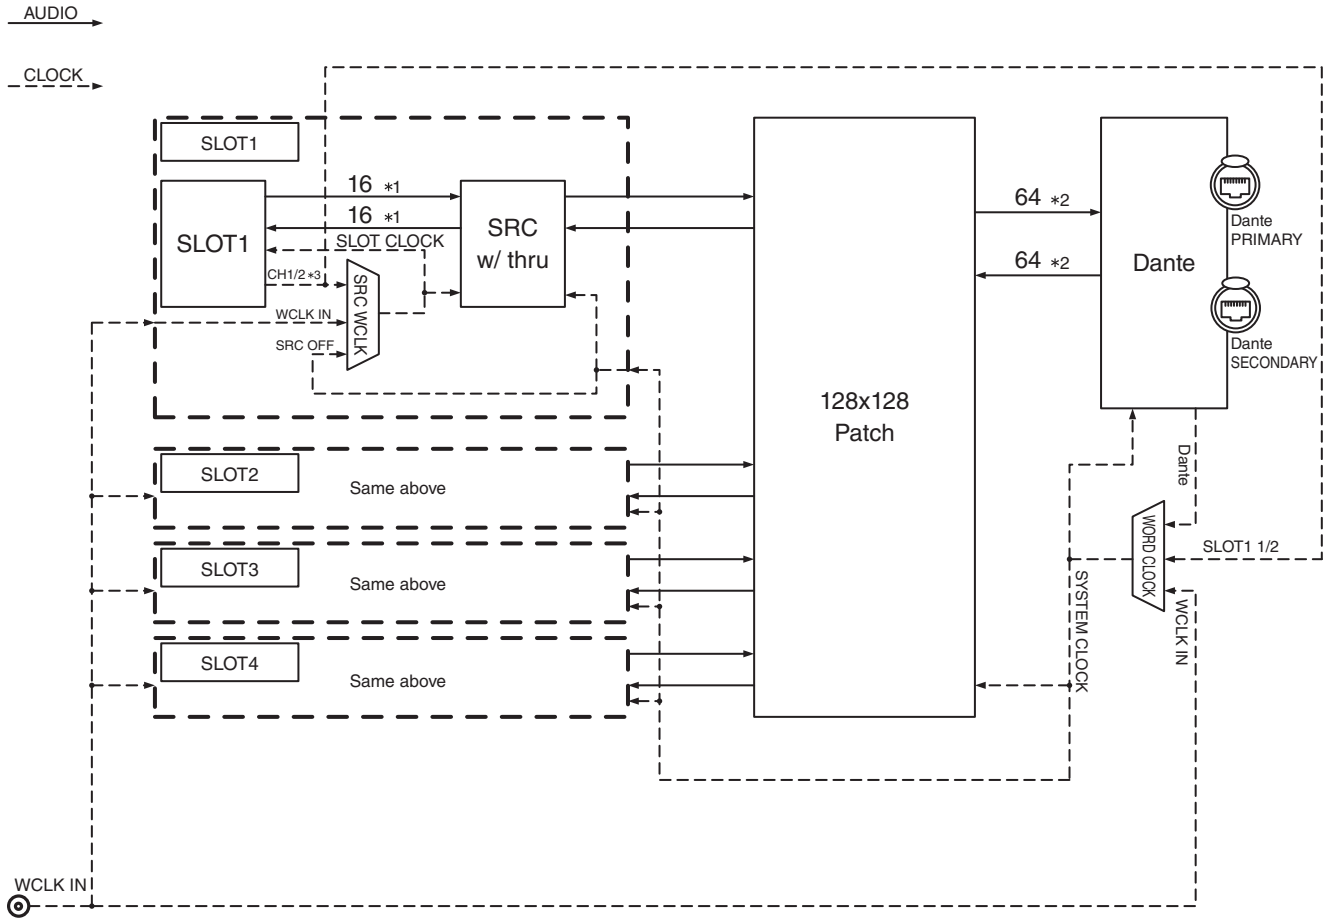 AUDIO
CLOCK
SLOT1
SLOT1
16 *1
16 *1
SLOT CLOCK
CH1/2 *3
WCLK IN
SRC OFF
SRC WCLK
SRC
w/ thru
SLOT2
Same above
SLOT3
Same above
SLOT4
Same above
128x128
Patch
64 *2
64 *2
Dante
Dante
PRIMARY
Dante
SECONDARY
Dante
WORD CLOCK
SLOT1 1/2
WCLK IN
SYSTEM CLOCK
WCLK IN